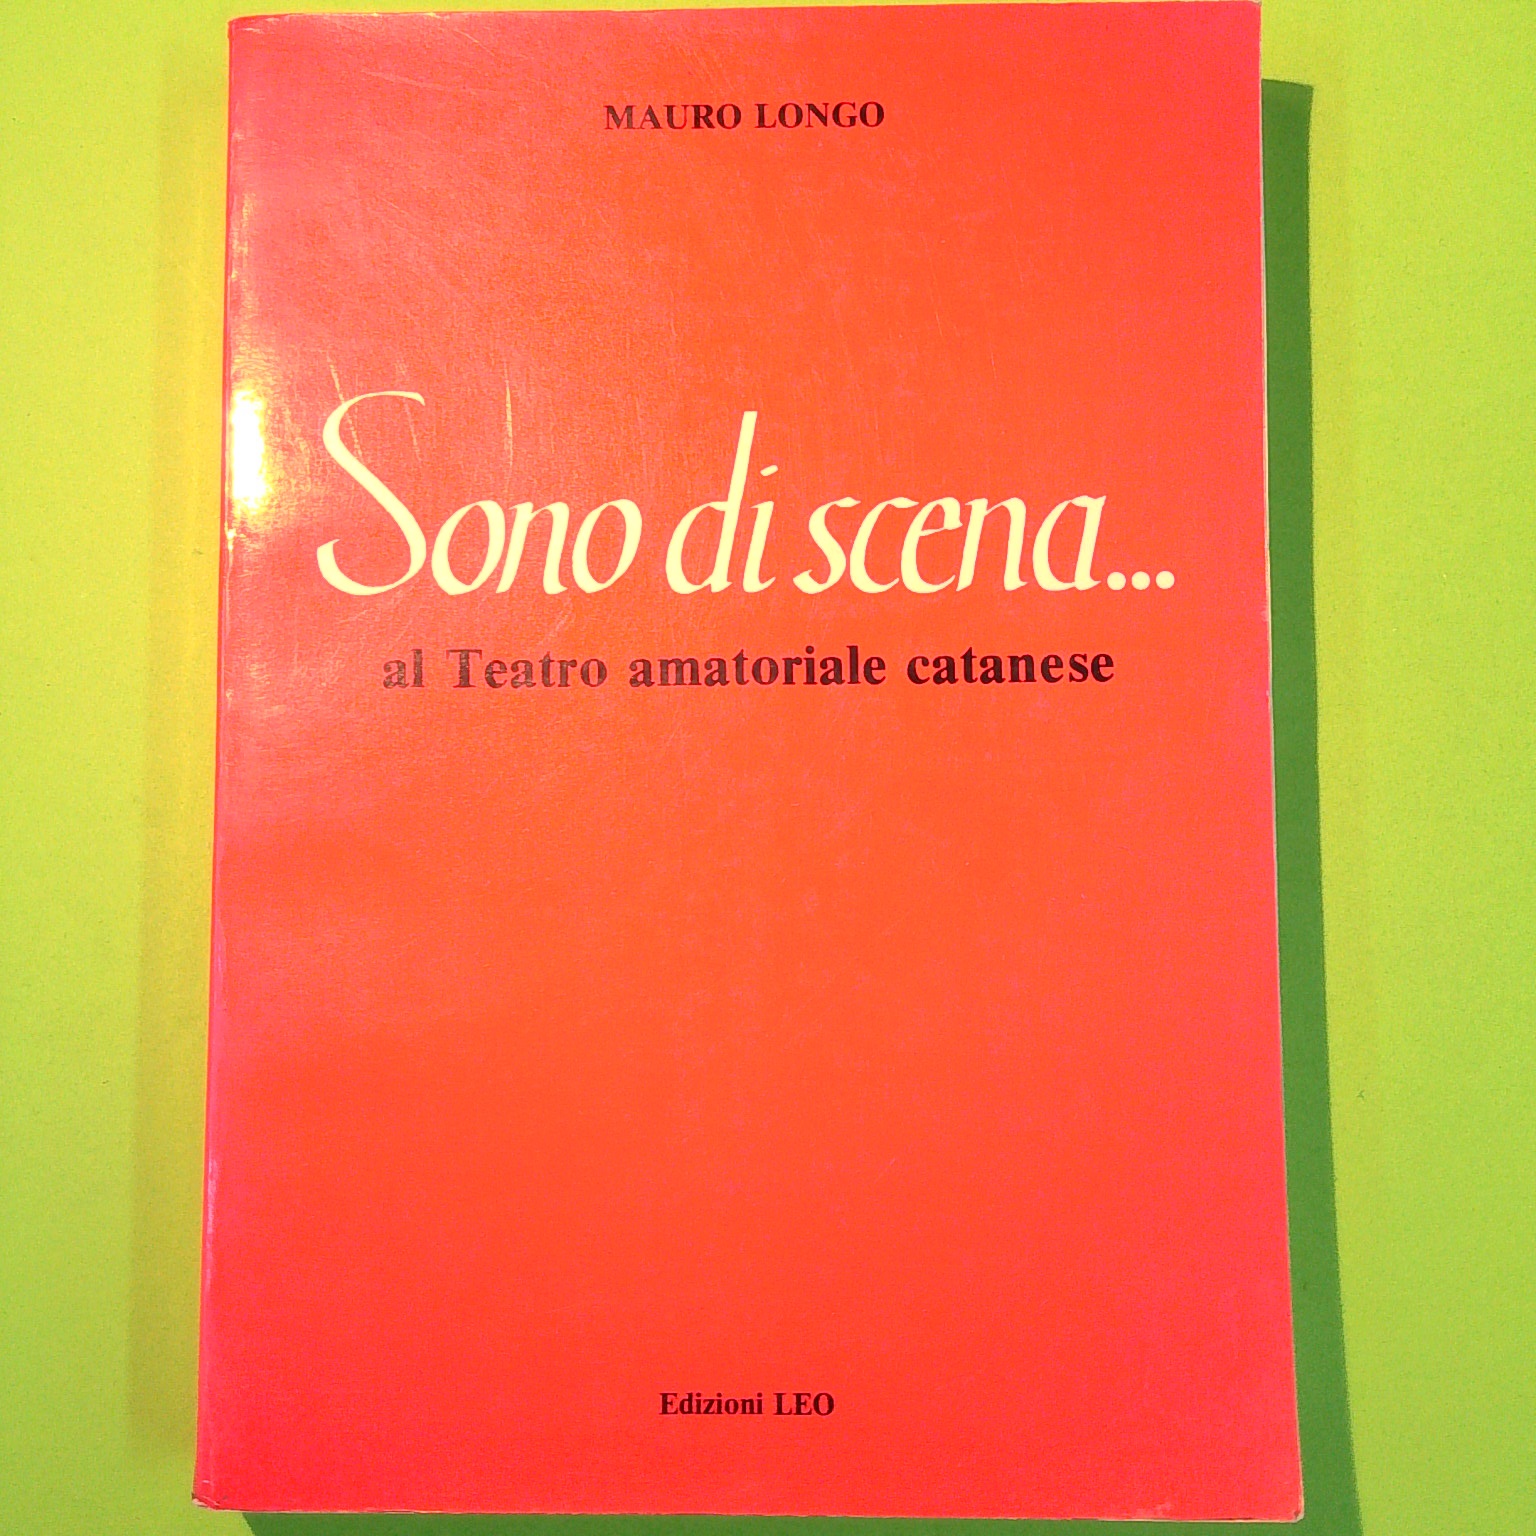 MAURO LONGO
Sono di scena...
al Teatro amatoriale catanese
Edizioni LEO